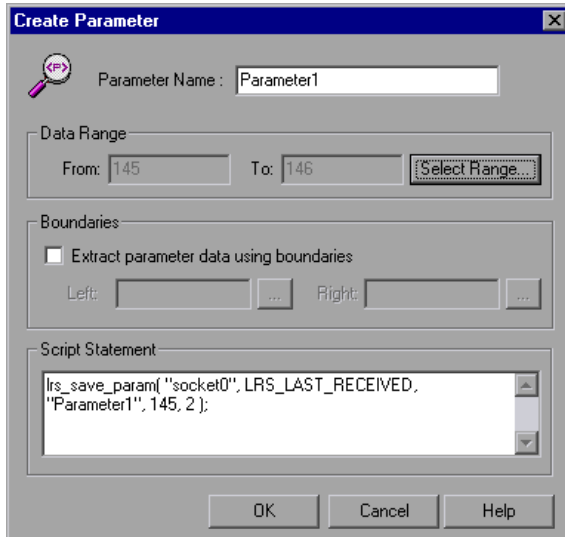 Create Parameter
<P>
Parameter Name : Parameter1
Data Range
From: 145 To: 146 Select Range...
Boundaries
Extract parameter data using boundaries
Left: ... Right: ...
Script Statement
lrs_save_param( "socket0", LRS_LAST_RECEIVED,
"Parameter1", 145, 2 );
OK Cancel Help